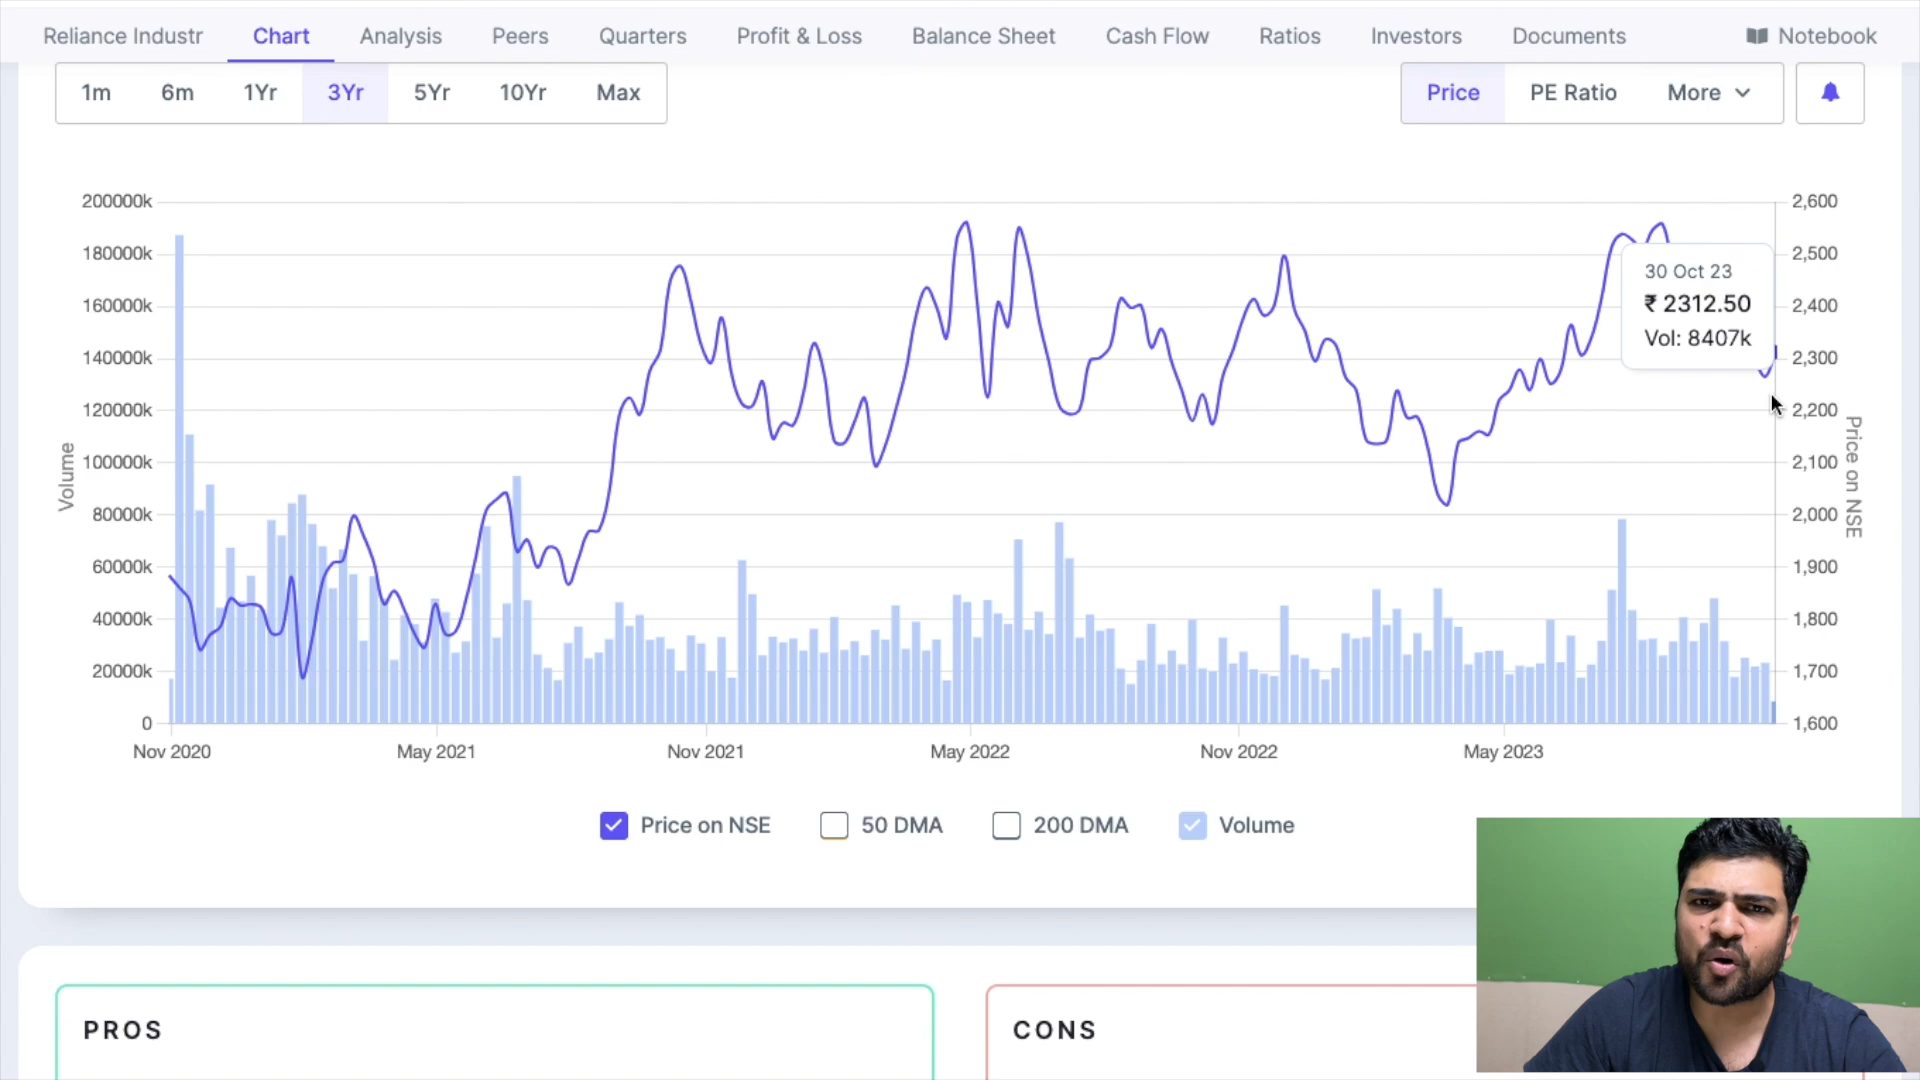 Reliance Industr Chart Analysis Peers Quarters Profit & Loss Balance Sheet Cash Flow Ratios Investors Documents Notebook
1m 6m 1Yr 3Yr 5Yr 10Yr Max Price PE Ratio More
200000k 2,600
180000k 2,500
160000k 2,400
140000k 2,300
120000k 2,200
100000k 2,100
80000k 2,000
60000k 1,900
40000k 1,800
20000k 1,700
0 1,600
Volume
Price on NSE
30 Oct 23
₹ 2312.50
Vol: 8407k
Nov 2020 May 2021 Nov 2021 May 2022 Nov 2022 May 2023
Price on NSE 50 DMA 200 DMA Volume
PROS CONS